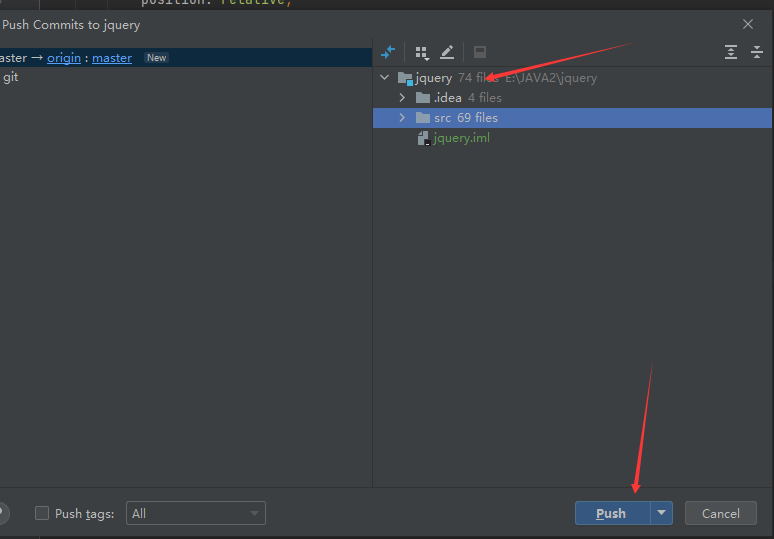 position: relative;
Push Commits to jquery
aster → origin : master New
git
jquery 74 files E:\JAVA2\jquery
.idea 4 files
src 69 files
jquery.iml
Push tags: All
Push
Cancel